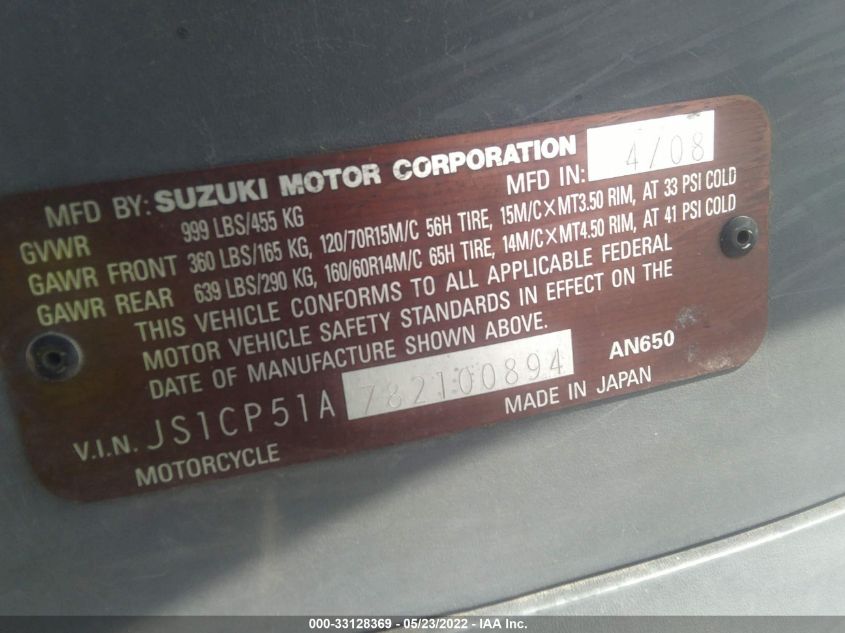 MFD BY: SUZUKI MOTOR CORPORATION
MFD IN: 4/08
GVWR 999 LBS/455 KG
GAWR FRONT 360 LBS/165 KG, 120/70R15M/C 56H TIRE, 15M/C×MT3.50 RIM, AT 33 PSI COLD
GAWR REAR 639 LBS/290 KG, 160/60R14M/C 65H TIRE, 14M/C×MT4.50 RIM, AT 41 PSI COLD
THIS VEHICLE CONFORMS TO ALL APPLICABLE FEDERAL
MOTOR VEHICLE SAFETY STANDARDS IN EFFECT ON THE
DATE OF MANUFACTURE SHOWN ABOVE.
AN650
V.I.N. JS1CP51A782100894
MADE IN JAPAN
MOTORCYCLE
000-33128369 - 05/23/2022 - IAA Inc.